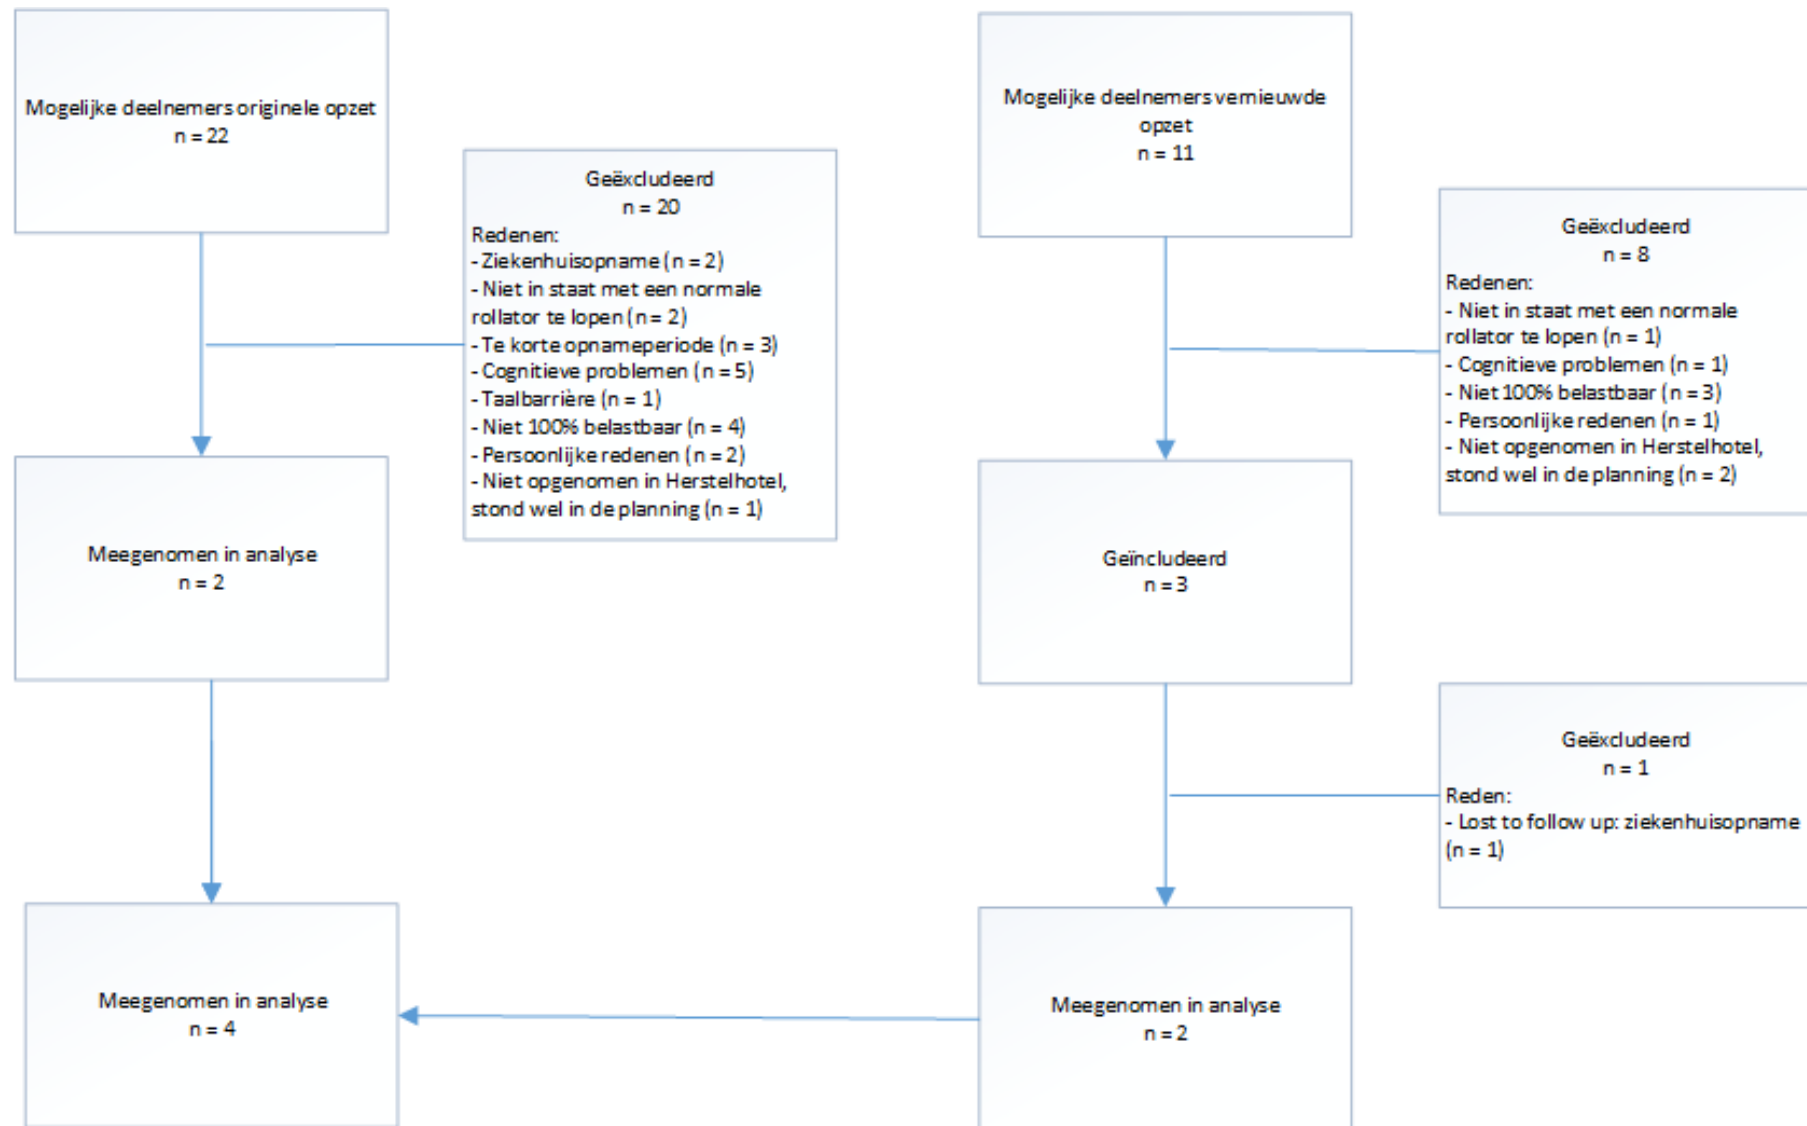 Mogelijke deelnemers originele opzet
n = 22
Geëxcludeerd
n = 20
Redenen:
- Ziekenhuisopname (n = 2)
- Niet in staat met een normale
rollator te lopen (n = 2)
- Te korte opnameperiode (n = 3)
- Cognitieve problemen (n = 5)
- Taalbarrière (n = 1)
- Niet 100% belastbaar (n = 4)
- Persoonlijke redenen (n = 2)
- Niet opgenomen in Herstelhotel,
stond wel in de planning (n = 1)
Meegenomen in analyse
n = 2
Meegenomen in analyse
n = 4
Mogelijke deelnemers vernieuwde
opzet
n = 11
Geëxcludeerd
n = 8
Redenen:
- Niet in staat met een normale
rollator te lopen (n = 1)
- Cognitieve problemen (n = 1)
- Niet 100% belastbaar (n = 3)
- Persoonlijke redenen (n = 1)
- Niet opgenomen in Herstelhotel,
stond wel in de planning (n = 2)
Geïncludeerd
n = 3
Geëxcludeerd
n = 1
Reden:
- Lost to follow up: ziekenhuisopname
(n = 1)
Meegenomen in analyse
n = 2